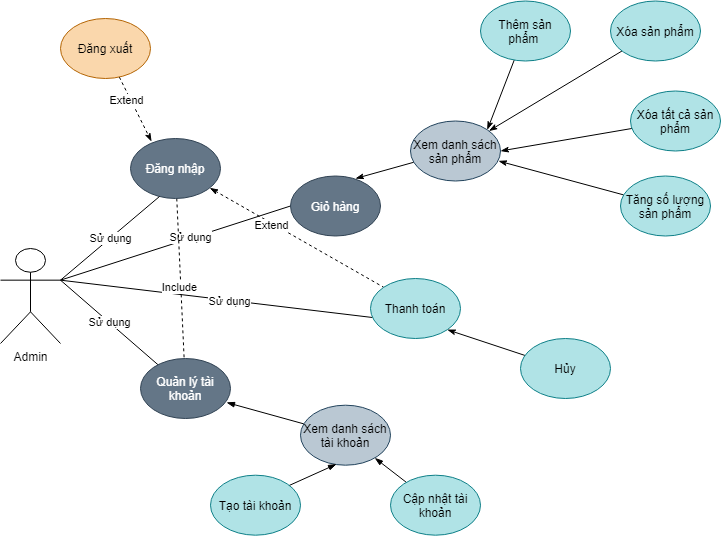 Thêm sản
phẩm
Xóa sản phẩm
Đăng xuất
Extend
Xóa tất cả sản
phẩm
Xem danh sách
sản phẩm
Đăng nhập
Tăng số lượng
sản phẩm
Giỏ hàng
Extend
Sử dụng
Sử dụng
Include
Sử dụng
Thanh toán
Sử dụng
Admin
Hủy
Quản lý tài
khoản
Xem danh sách
tài khoản
Tạo tài khoản
Cập nhật tài
khoản